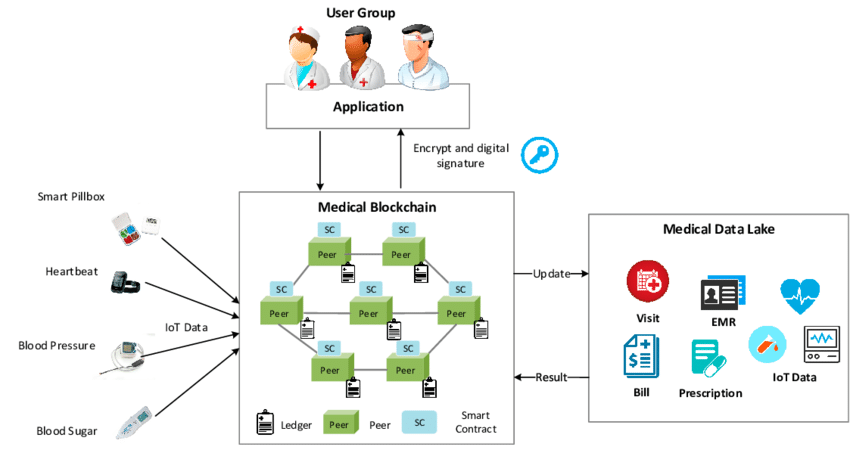 User Group
Application
Encrypt and digital
signature
Smart Pillbox
Heartbeat
Blood Pressure
Blood Sugar
IoT Data
Medical Blockchain
SC
SC
Peer
Peer
SC
SC
SC
Peer
Peer
Peer
SC
SC
Peer
Peer
Ledger
Peer
Peer
SC
Smart
Contract
Update
Result
Medical Data Lake
Visit
EMR
Bill
Prescription
IoT Data